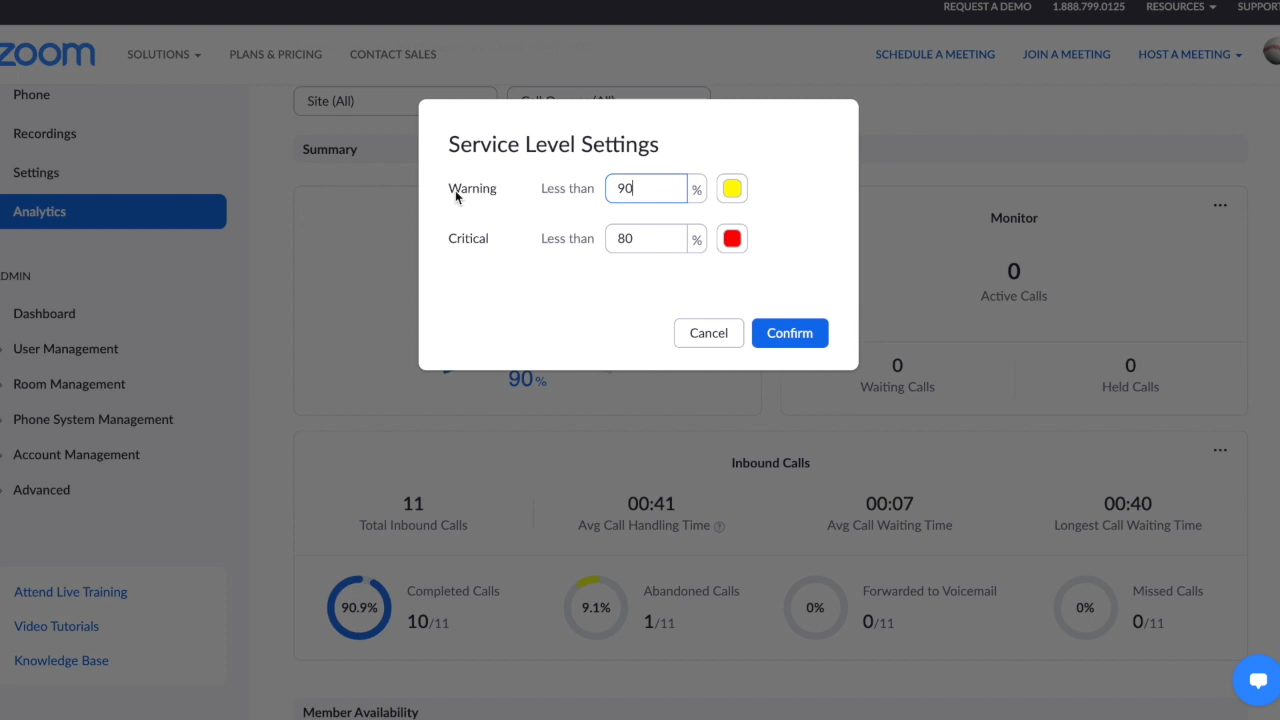 REQUEST A DEMO 1.888.799.0125 RESOURCES SUPPORT
zoom SOLUTIONS PLANS & PRICING CONTACT SALES SCHEDULE A MEETING JOIN A MEETING HOST A MEETING
Phone
Recordings
Settings
Analytics
DMIN
Dashboard
User Management
Room Management
Phone System Management
Account Management
Advanced
Attend Live Training
Video Tutorials
Knowledge Base
Site (All)
Summary
Service Level Settings
Warning Less than 90 %
Critical Less than 80 %
Cancel Confirm
90 %
Monitor
0
Active Calls
0 0
Waiting Calls Held Calls
Inbound Calls
11 00:41 00:07 00:40
Total Inbound Calls Avg Call Handling Time ? Avg Call Waiting Time Longest Call Waiting Time
90.9% Completed Calls 10/11
9.1% Abandoned Calls 1/11
0% Forwarded to Voicemail 0/11
0% Missed Calls 0/11
Member Availability